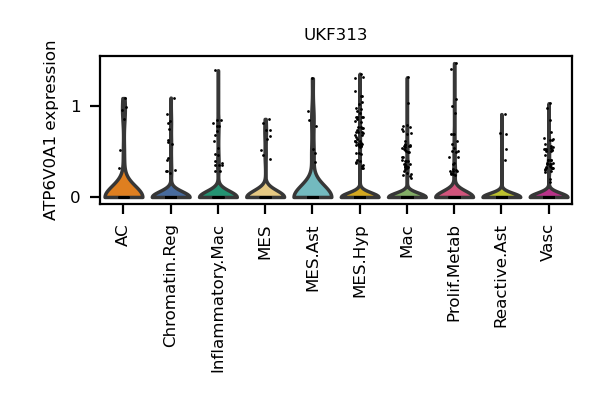 UKF313
ATP6V0A1 expression
1
0
AC
Chromatin.Reg
Inflammatory.Mac
MES
MES.Ast
MES.Hyp
Mac
Prolif.Metab
Reactive.Ast
Vasc